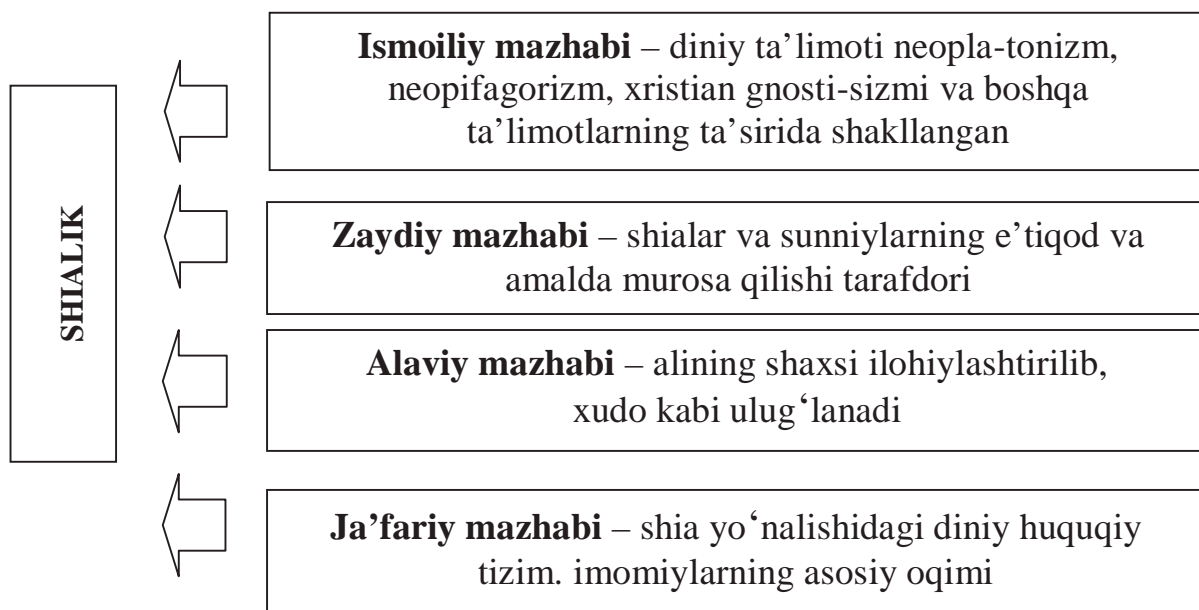 SHIALIK
Ismoiliy mazhabi – diniy ta’limoti neopla-tonizm,
neopifagorizm, xristian gnosti-sizmi va boshqa
ta’limotlarning ta’sirida shakllangan
Zaydiy mazhabi – shialar va sunniylarning e’tiqod va
amalda murosa qilishi tarafdori
Alaviy mazhabi – alining shaxsi ilohiylashtirilib,
xudo kabi ulug‘lanadi
Ja’fariy mazhabi – shia yo‘nalishidagi diniy huquqiy
tizim. imomiylarning asosiy oqimi